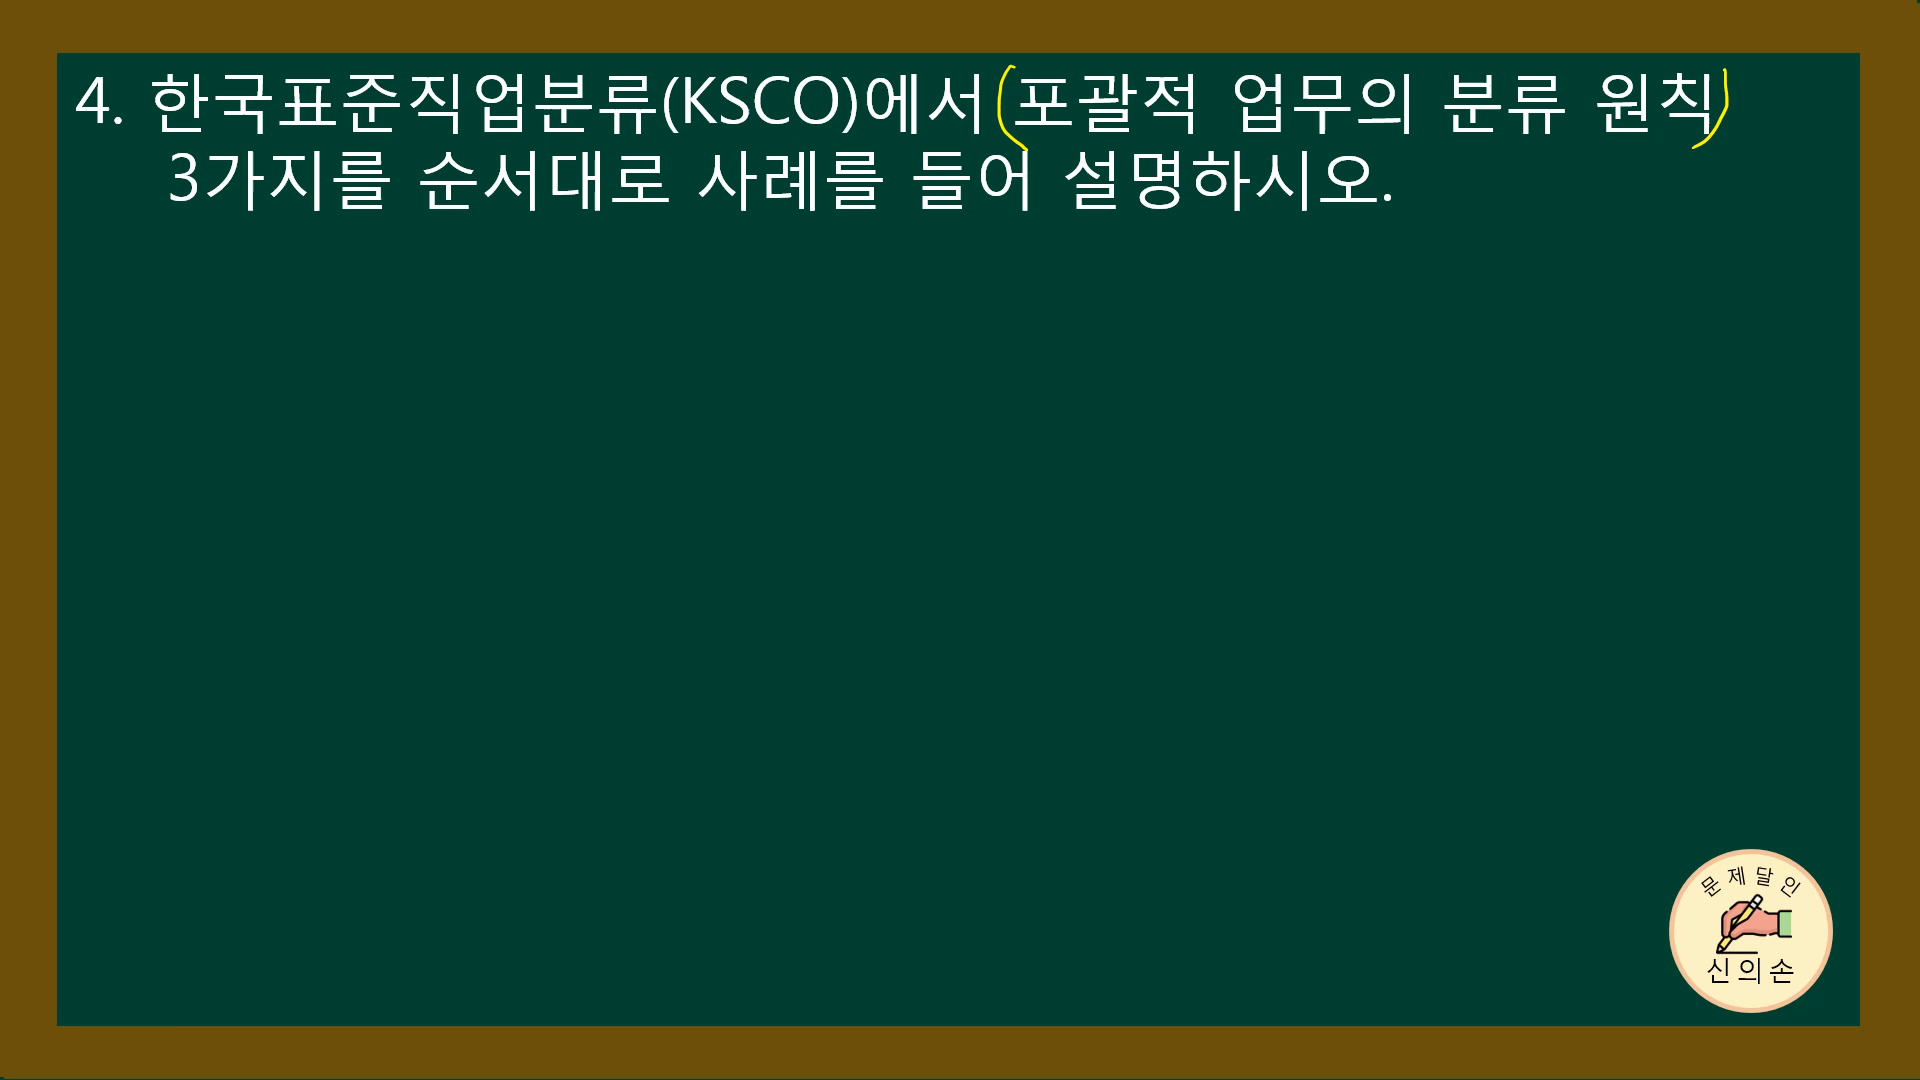 4. 한국표준직업분류(KSCO)에서 포괄적 업무의 분류 원칙
3가지를 순서대로 사례를 들어 설명하시오.
문제달인
신의손